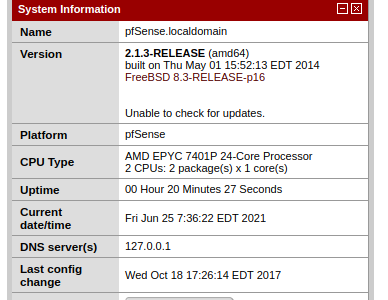 System Information
Name
pfSense.localdomain
Version
2.1.3-RELEASE (amd64)
built on Thu May 01 15:52:13 EDT 2014
FreeBSD 8.3-RELEASE-p16
Unable to check for updates.
Platform
pfSense
CPU Type
AMD EPYC 7401P 24-Core Processor
2 CPUs: 2 package(s) x 1 core(s)
Uptime
00 Hour 20 Minutes 27 Seconds
Current
date/time
Fri Jun 25 7:36:22 EDT 2021
DNS server(s)
127.0.0.1
Last config
change
Wed Oct 18 17:26:14 EDT 2017